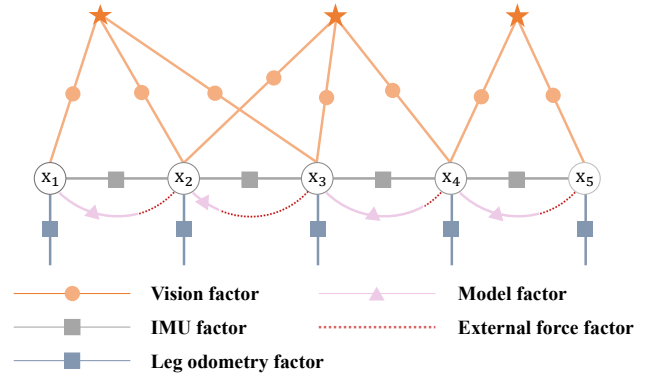 x₁ x₂ x₃ x₄ x₅
Vision factor Model factor
IMU factor External force factor
Leg odometry factor